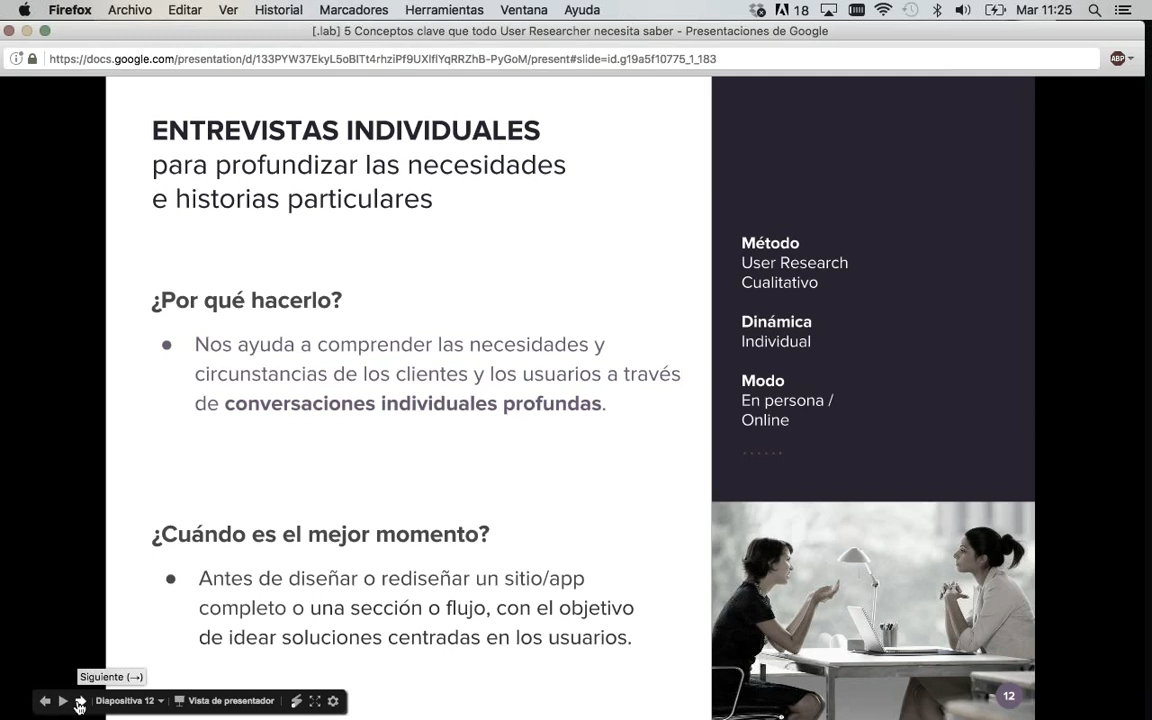 Firefox Archivo Editar Ver Historial Marcadores Herramientas Ventana Ayuda 18 Mar 11:25
[.lab] 5 Conceptos clave que todo User Researcher necesita saber - Presentaciones de Google
https://docs.google.com/presentation/d/133PYW37EkyL5oBITt4rhziPf9UXlflYqRRZhB-PyGoM/present#slide=id.g19a5f10775_1_183
ABP
ENTREVISTAS INDIVIDUALES
para profundizar las necesidades
e historias particulares
¿Por qué hacerlo?
● Nos ayuda a comprender las necesidades y
circunstancias de los clientes y los usuarios a través
de conversaciones individuales profundas.
¿Cuándo es el mejor momento?
● Antes de diseñar o rediseñar un sitio/app
completo o una sección o flujo, con el objetivo
de idear soluciones centradas en los usuarios.
Método
User Research
Cualitativo
Dinámica
Individual
Modo
En persona /
Online
......
12
Siguiente (→)
Diapositiva 12 Vista de presentador